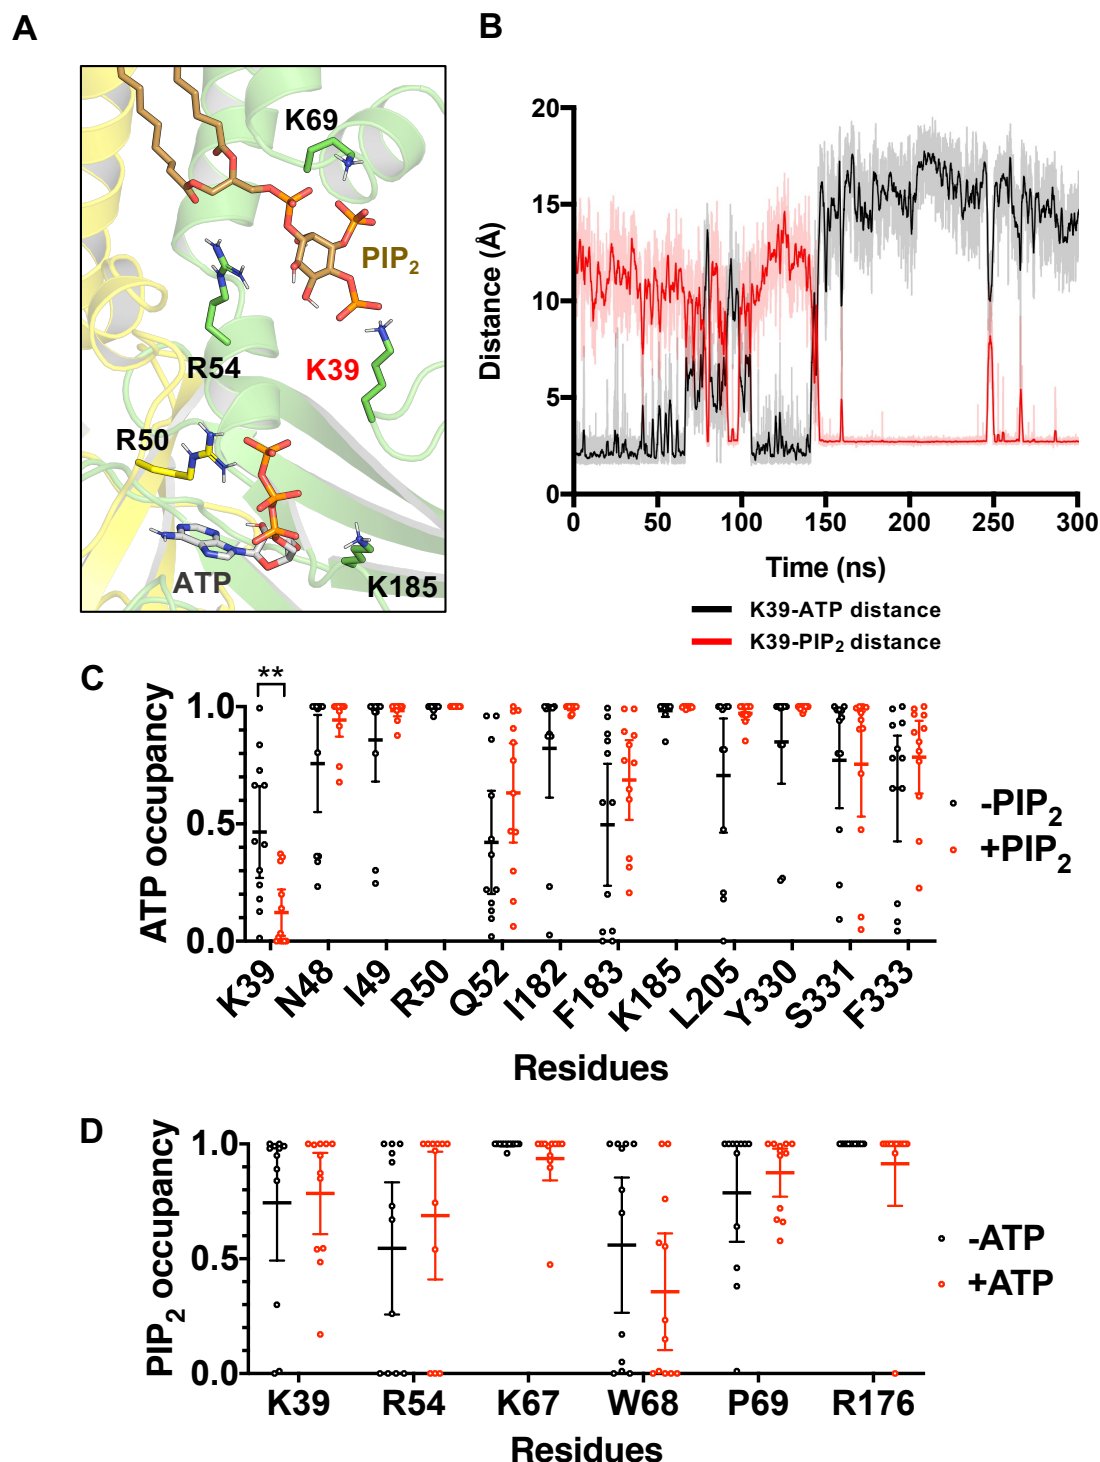 A
K69
PIP2
R54
K39
R50
ATP
K185
B
Distance (Å)
20
15
10
5
0
0 50 100 150 200 250 300
Time (ns)
K39-ATP distance
K39-PIP2 distance
C
ATP occupancy
**
1.0
0.5
0.0
K39 N48 I49 R50 Q52 I182 F183 K185 L205 Y330 S331 F333
Residues
-PIP2
+PIP2
D
PIP2 occupancy
1.0
0.5
0.0
K39 R54 K67 W68 P69 R176
Residues
-ATP
+ATP